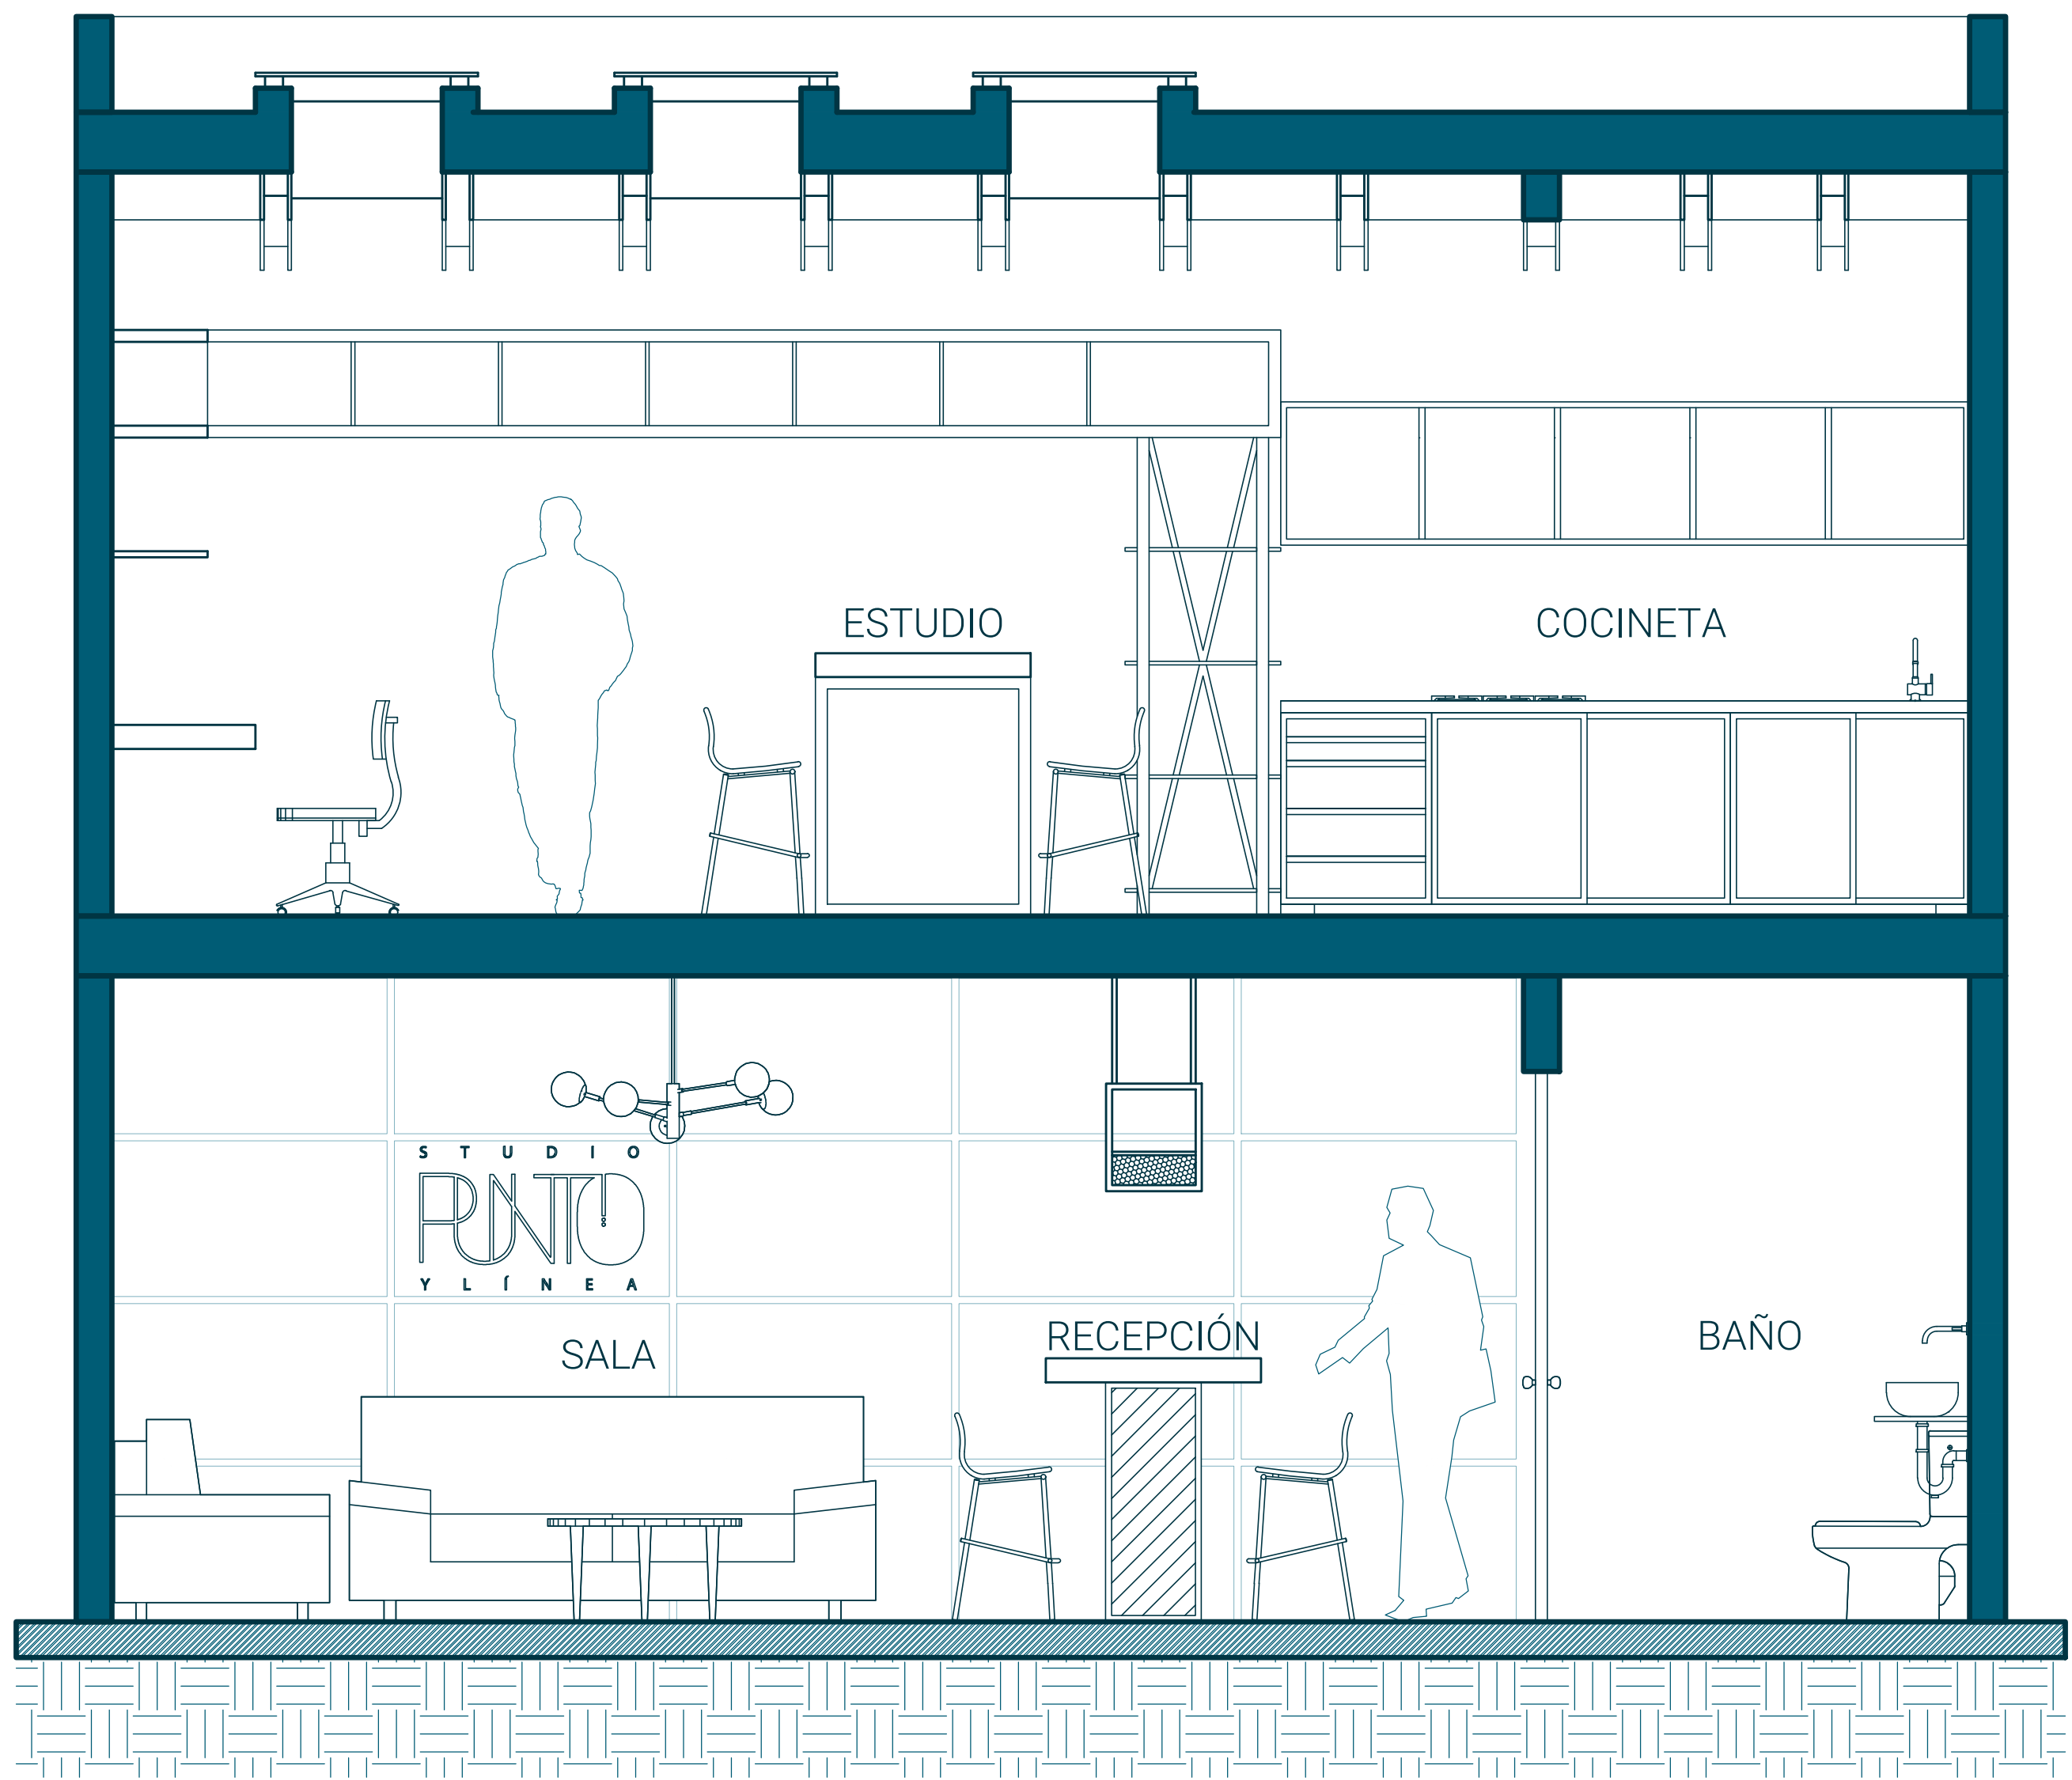 ESTUDIO
COCINETA
STUDIO
PUNTO
Y LÍNEA
SALA
RECEPCIÓN
BAÑO